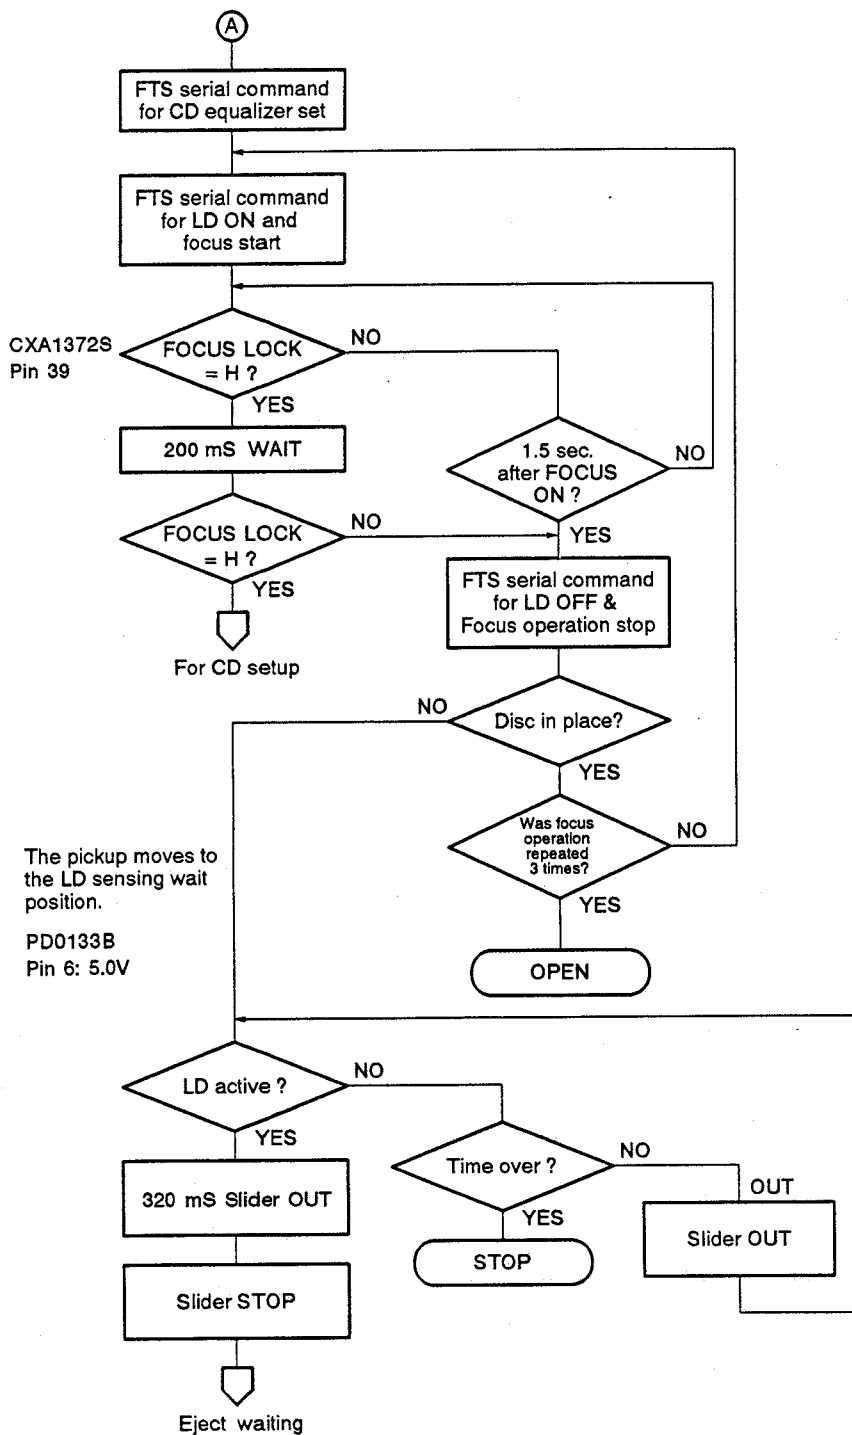 A
FTS serial command
for CD equalizer set
FTS serial command
for LD ON and
focus start
CXA1372S
Pin 39
FOCUS LOCK
= H ?
NO
YES
200 mS WAIT
1.5 sec.
after FOCUS
ON ?
NO
YES
FOCUS LOCK
= H ?
NO
YES
For CD setup
FTS serial command
for LD OFF &
Focus operation stop
Disc in place?
NO
YES
Was focus
operation
repeated
3 times?
NO
YES
OPEN
The pickup moves to
the LD sensing wait
position.
PD0133B
Pin 6: 5.0V
LD active ?
NO
YES
320 mS Slider OUT
Slider STOP
Eject waiting
Time over ?
NO
YES
STOP
OUT
Slider OUT